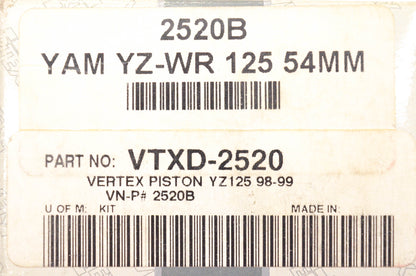 2520B
YAM YZ-WR 125 54MM
PART NO: VTXD-2520
VERTEX PISTON YZ125 98-99
VN-P# 2520B
U OF M: KIT MADE IN: